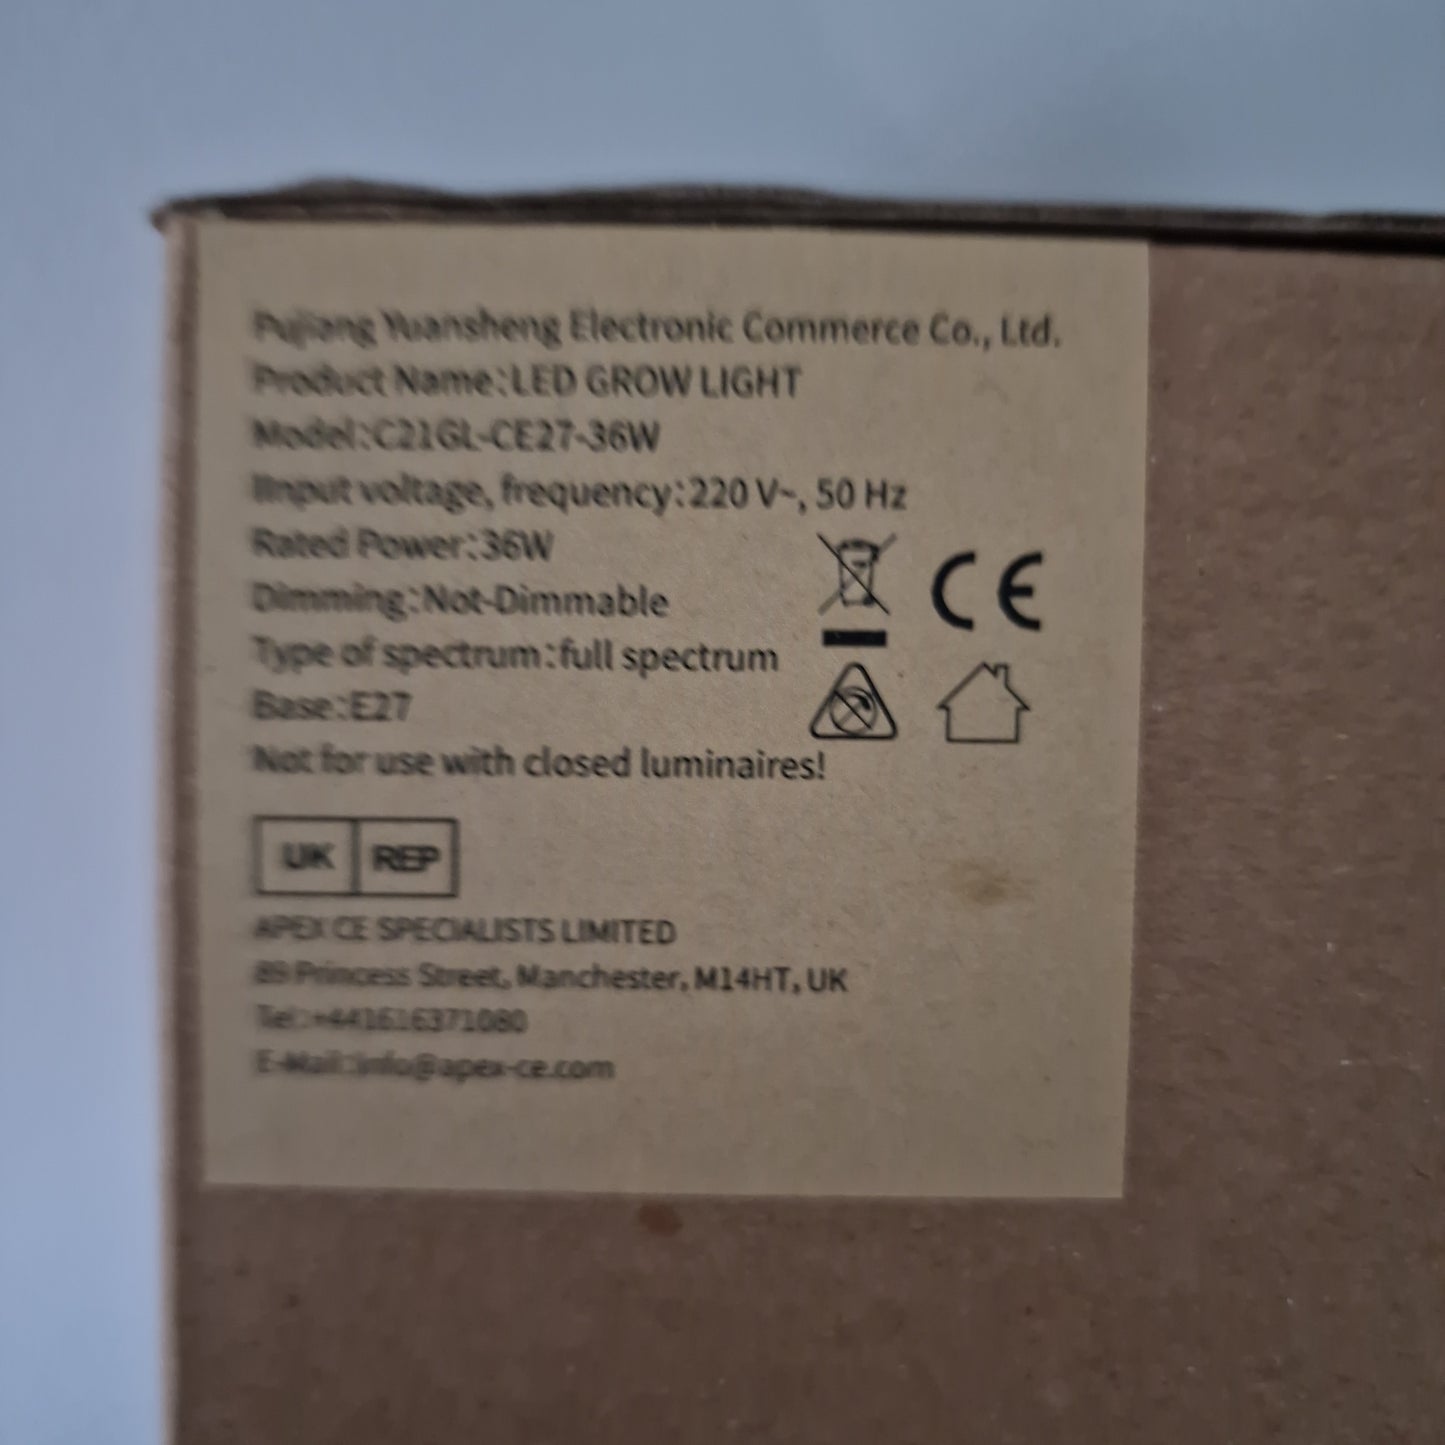 Pujiang Yuansheng Electronic Commerce Co., Ltd.
Product Name:LED GROW LIGHT
Model:C21GL-CE27-36W
IInput voltage, frequency:220 V~, 50 Hz
Rated Power:36W
Dimming:Not-Dimmable
Type of spectrum:full spectrum
Base:E27
Not for use with closed luminaires!
CE
UK REP
APEX CE SPECIALISTS LIMITED
89 Princess Street, Manchester, M14HT, UK
Tel:+441616371080
E-Mail:info@apex-ce.com